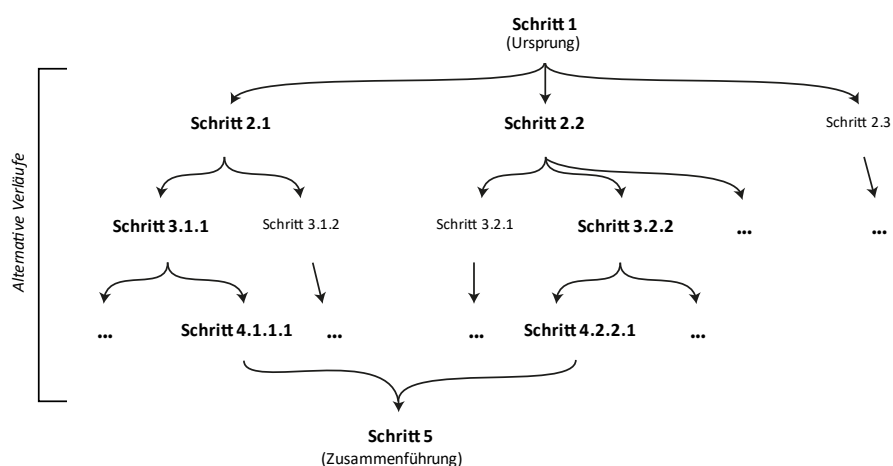 Schritt 1
(Ursprung)
Alternative Verläufe
Schritt 2.1
Schritt 2.2
Schritt 2.3
Schritt 3.1.1
Schritt 3.1.2
Schritt 3.2.1
Schritt 3.2.2
...
...
...
Schritt 4.1.1.1
...
...
Schritt 4.2.2.1
...
Schritt 5
(Zusammenführung)